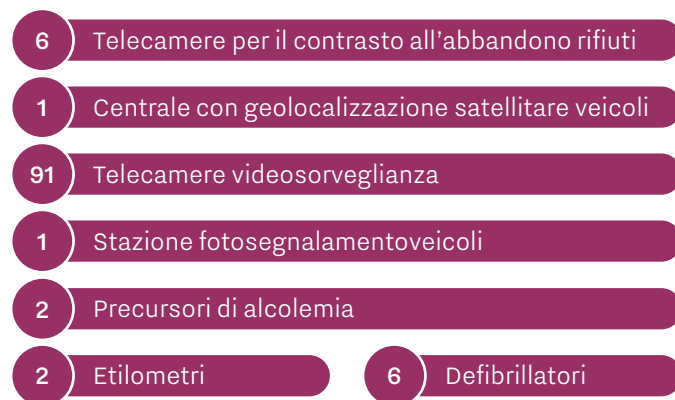 6 Telecamere per il contrasto all’abbandono rifiuti
1 Centrale con geolocalizzazione satellitare veicoli
91 Telecamere videosorveglianza
1 Stazione fotosegnalamentoveicoli
2 Precursori di alcolemia
2 Etilometri
6 Defibrillatori